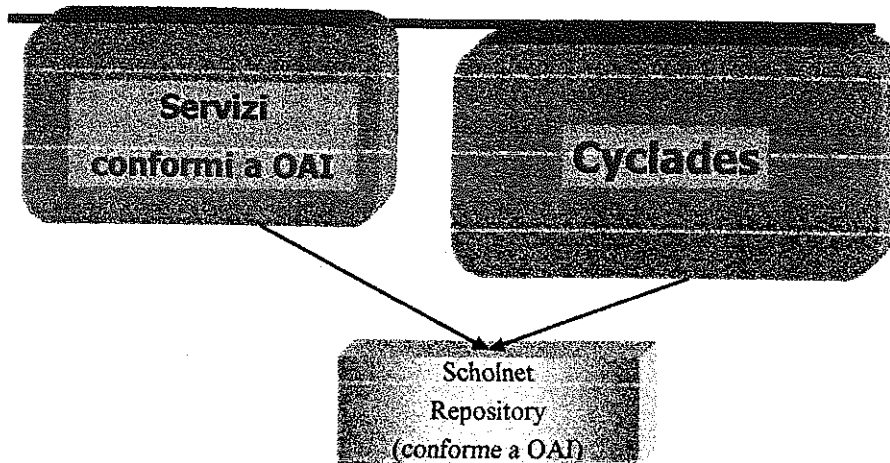 Servizi
conformi a OAI
Cyclades
Scholnet
Repository
(conforme a OAI)